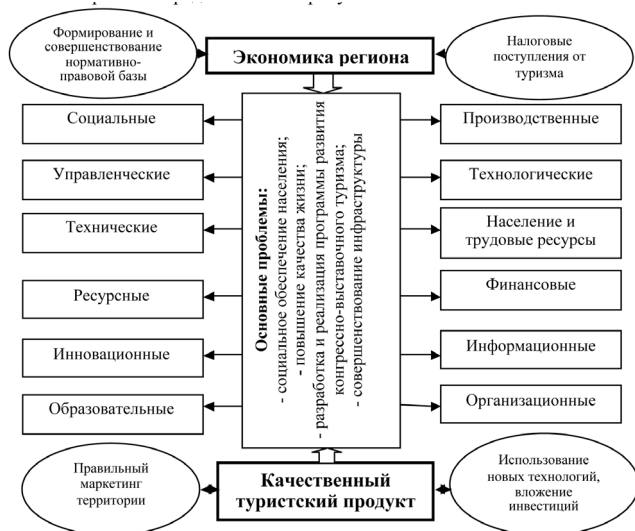 Формирование и
совершенствование
нормативно-
правовой базы
Экономика региона
Налоговые
поступления от
туризма
Социальные
Управленческие
Технические
Ресурсные
Инновационные
Образовательные
Основные проблемы:
- социальное обеспечение населения;
- повышение качества жизни;
- разработка и реализация программы развития
конгрессно-выставочного туризма;
- совершенствование инфраструктуры
Производственные
Технологические
Население и
трудовые ресурсы
Финансовые
Информационные
Организационные
Правильный
маркетинг
территории
Качественный
туристский продукт
Использование
новых технологий,
вложение
инвестиций